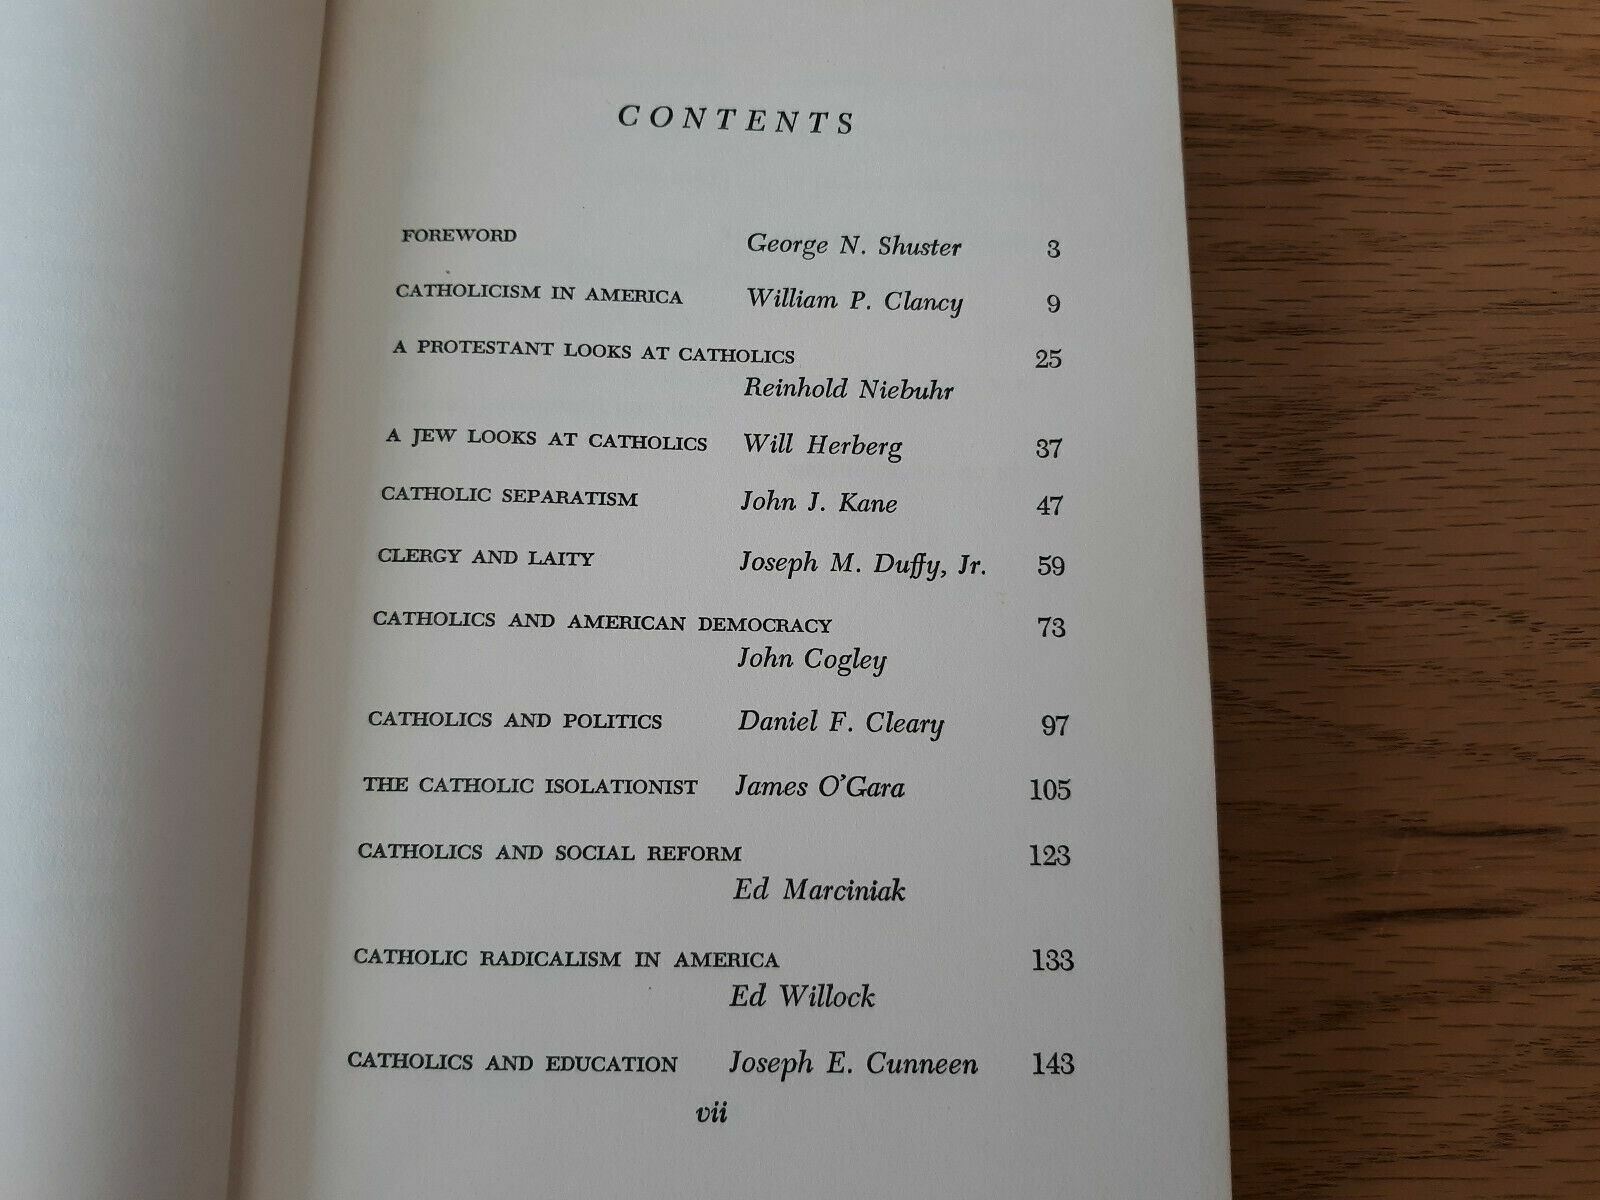 CONTENTS
FOREWORD George N. Shuster 3
CATHOLICISM IN AMERICA William P. Clancy 9
A PROTESTANT LOOKS AT CATHOLICS 25
Reinhold Niebuhr
A JEW LOOKS AT CATHOLICS Will Herberg 37
CATHOLIC SEPARATISM John J. Kane 47
CLERGY AND LAITY Joseph M. Duffy, Jr. 59
CATHOLICS AND AMERICAN DEMOCRACY 73
John Cogley
CATHOLICS AND POLITICS Daniel F. Cleary 97
THE CATHOLIC ISOLATIONIST James O'Gara 105
CATHOLICS AND SOCIAL REFORM 123
Ed Marciniak
CATHOLIC RADICALISM IN AMERICA 133
Ed Willock
CATHOLICS AND EDUCATION Joseph E. Cunneen 143
vii